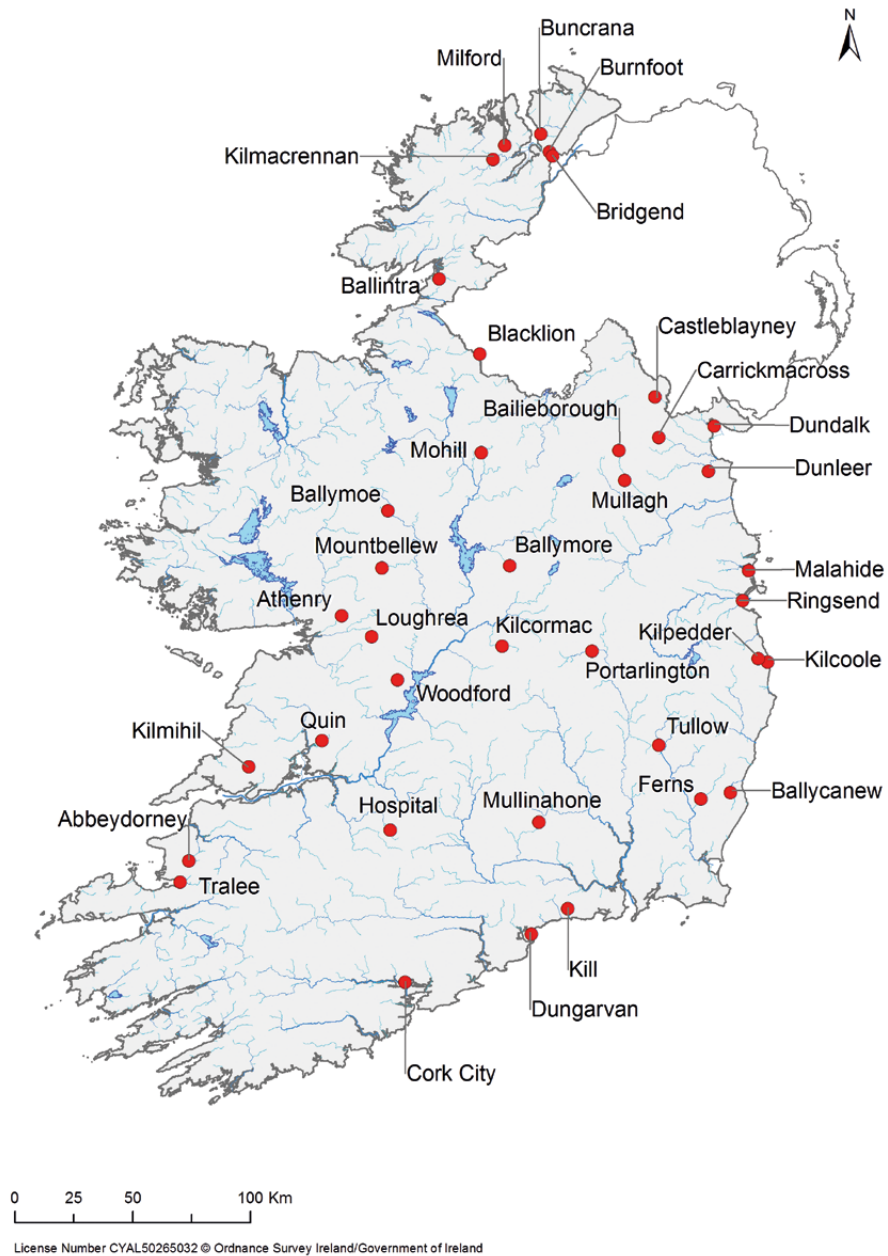 N
Buncrana
Milford
Burnfoot
Kilmacrennan
Bridgend
Ballintra
Blacklion
Castleblayney
Carrickmacross
Bailieborough
Dundalk
Mohill
Dunleer
Mullagh
Ballymoe
Mountbellew
Ballymore
Malahide
Athenry
Ringsend
Loughrea
Kilcormac
Kilpedder
Kilcoole
Portarlington
Woodford
Quin
Kilmihil
Tullow
Ferns
Ballycanew
Hospital
Mullinahone
Abbeydorney
Tralee
Kill
Dungarvan
Cork City
0 25 50 100 Km
License Number CYAL50265032 © Ordnance Survey Ireland/Government of Ireland